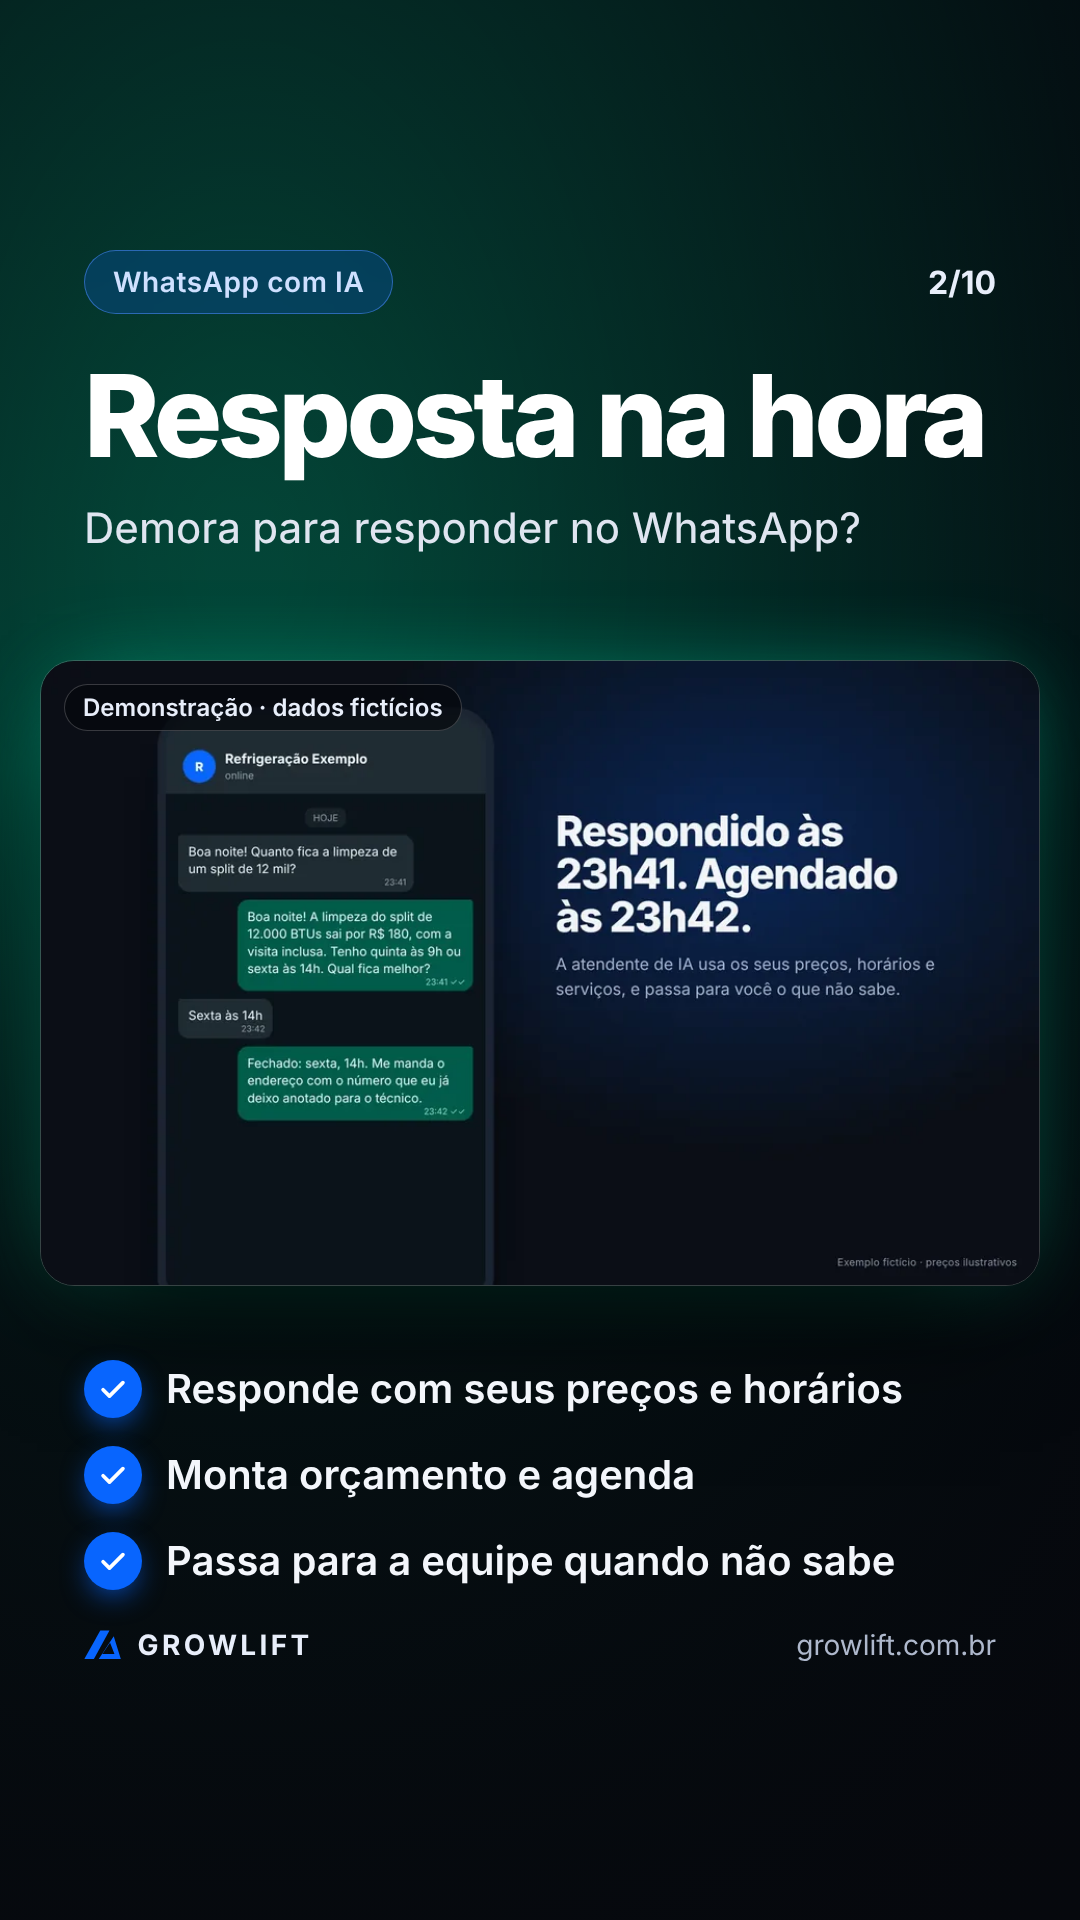 WhatsApp com IA
2/10
Resposta na hora
Demora para responder no WhatsApp?
Demonstração · dados fictícios
R
Refrigeração Exemplo
online
HOJE
Boa noite! Quanto fica a limpeza de
um split de 12 mil?
23:41
Boa noite! A limpeza do split de
12.000 BTUs sai por R$ 180, com a
visita inclusa. Tenho quinta às 9h ou
sexta às 14h. Qual fica melhor?
23:41 ✓✓
Sexta às 14h
23:42
Fechado: sexta, 14h. Me manda o
endereço com o número que eu já
deixo anotado para o técnico.
23:42 ✓✓
Respondido às
23h41. Agendado
às 23h42.
A atendente de IA usa os seus preços, horários e
serviços, e passa para você o que não sabe.
Exemplo fictício · preços ilustrativos
Responde com seus preços e horários
Monta orçamento e agenda
Passa para a equipe quando não sabe
GROWLIFT
growlift.com.br